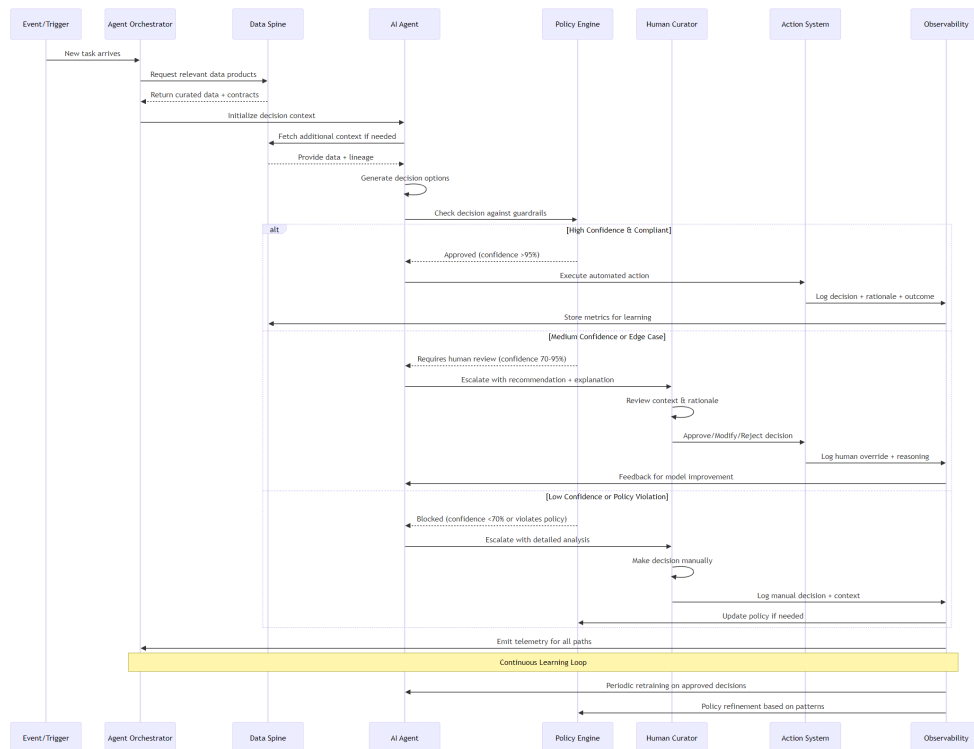 Event/Trigger
Agent Orchestrator
Data Spine
AI Agent
Policy Engine
Human Curator
Action System
Observability
New task arrives
Request relevant data products
Return curated data + contracts
Initialize decision context
Fetch additional context if needed
Provide data + lineage
Generate decision options
Check decision against guardrails
alt
[High Confidence & Compliant]
Approved (confidence >95%)
Execute automated action
Log decision + rationale + outcome
Store metrics for learning
[Medium Confidence or Edge Case]
Requires human review (confidence 70-95%)
Escalate with recommendation + explanation
Review context & rationale
Approve/Modify/Reject decision
Log human override + reasoning
Feedback for model improvement
[Low Confidence or Policy Violation]
Blocked (confidence <70% or violates policy)
Escalate with detailed analysis
Make decision manually
Log manual decision + context
Update policy if needed
Emit telemetry for all paths
Continuous Learning Loop
Periodic retraining on approved decisions
Policy refinement based on patterns
Event/Trigger
Agent Orchestrator
Data Spine
AI Agent
Policy Engine
Human Curator
Action System
Observability